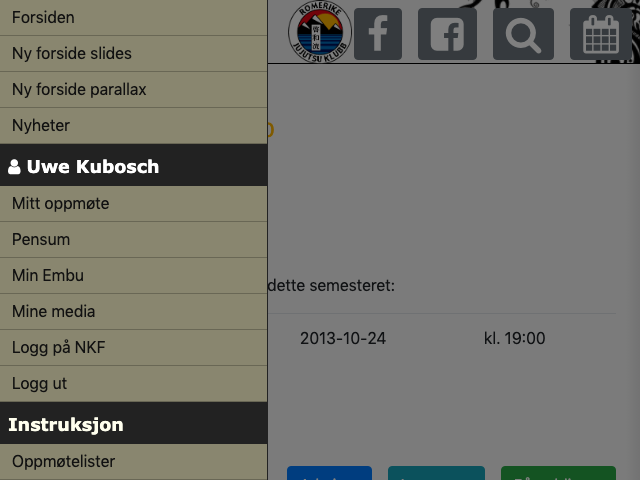 Forsiden
Ny forside slides
Ny forside parallax
Nyheter
Uwe Kubosch
Mitt oppmøte
Pensum
Min Embu
Mine media
Logg på NKF
Logg ut
Instruksjon
Oppmøtelister
ROMERIKE
JUJUTSU KLUBB
dette semesteret:
2013-10-24
kl. 19:00